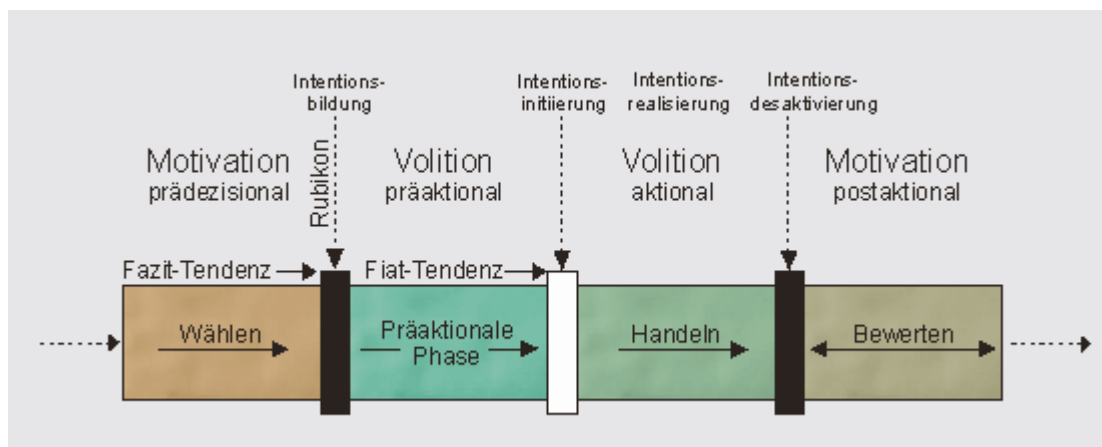 Intentions-
bildung
Intentions-
initiierung
Intentions-
realisierung
Intentions-
desaktivierung
Motivation
prädezisional
Rubikon
Volition
präaktional
Volition
aktional
Motivation
postaktional
Fazit-Tendenz
Fiat-Tendenz
Wählen
Präaktionale
Phase
Handeln
Bewerten